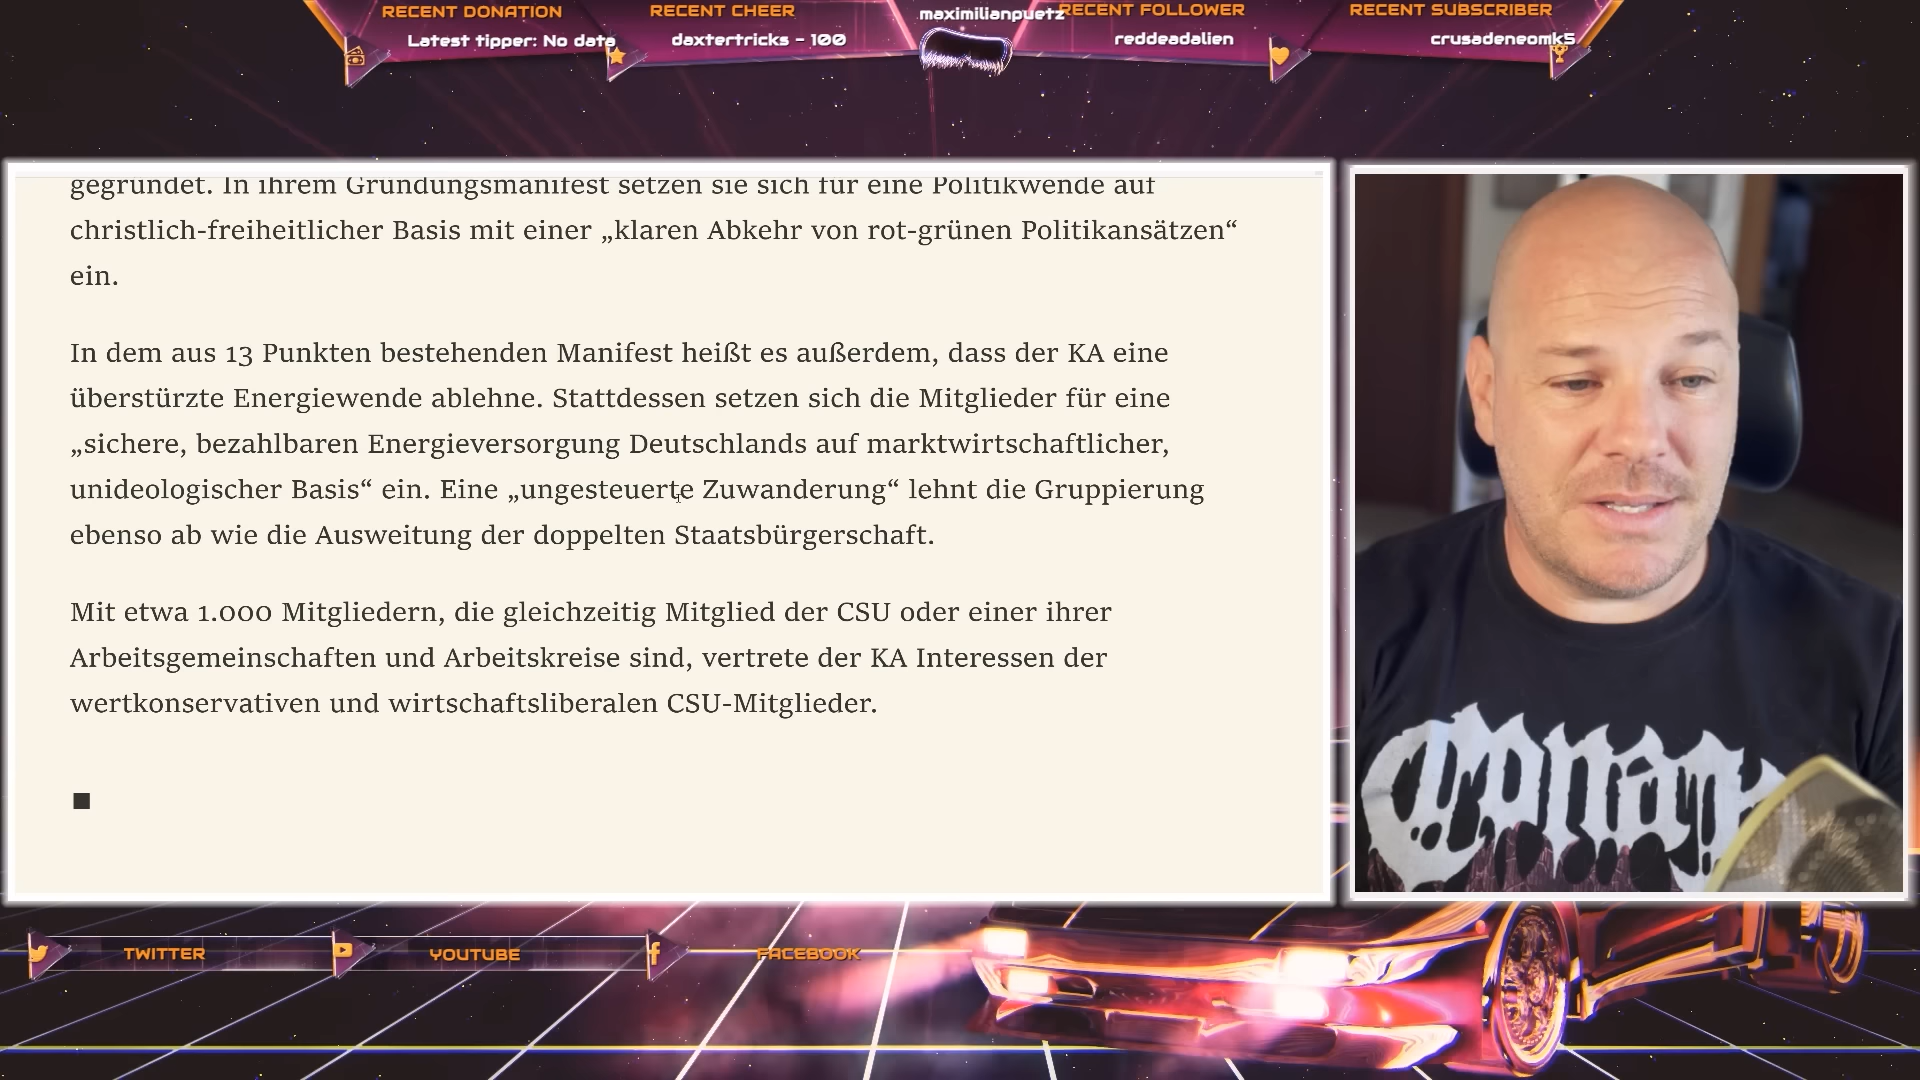 RECENT DONATION
Latest tipper: No data
RECENT CHEER
daxtertricks - 100
maximilianpuetz
RECENT FOLLOWER
reddeadalien
RECENT SUBSCRIBER
crusadeneomk5
gegründet. In ihrem Gründungsmanifest setzen sie sich für eine Politikwende auf
christlich-freiheitlicher Basis mit einer „klaren Abkehr von rot-grünen Politikansätzen“
ein.
In dem aus 13 Punkten bestehenden Manifest heißt es außerdem, dass der KA eine
überstürzte Energiewende ablehne. Stattdessen setzen sich die Mitglieder für eine
„sichere, bezahlbaren Energieversorgung Deutschlands auf marktwirtschaftlicher,
unideologischer Basis“ ein. Eine „ungesteuerte Zuwanderung“ lehnt die Gruppierung
ebenso ab wie die Ausweitung der doppelten Staatsbürgerschaft.
Mit etwa 1.000 Mitgliedern, die gleichzeitig Mitglied der CSU oder einer ihrer
Arbeitsgemeinschaften und Arbeitskreise sind, vertrete der KA Interessen der
wertkonservativen und wirtschaftsliberalen CSU-Mitglieder.
Conan
TWITTER
YOUTUBE
FACEBOOK